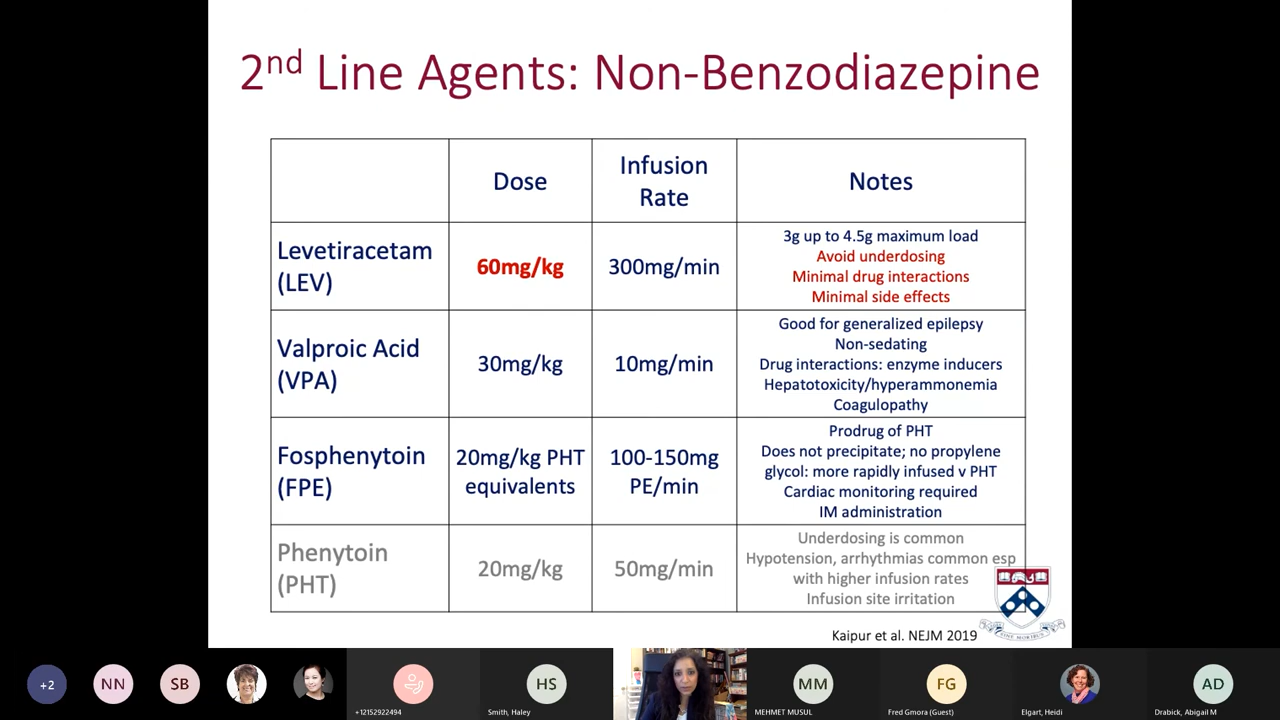 2nd Line Agents: Non-Benzodiazepine
Dose
Infusion
Rate
Notes
Levetiracetam
(LEV)
60mg/kg
300mg/min
3g up to 4.5g maximum load
Avoid underdosing
Minimal drug interactions
Minimal side effects
Valproic Acid
(VPA)
30mg/kg
10mg/min
Good for generalized epilepsy
Non-sedating
Drug interactions: enzyme inducers
Hepatotoxicity/hyperammonemia
Coagulopathy
Fosphenytoin
(FPE)
20mg/kg PHT
equivalents
100-150mg
PE/min
Prodrug of PHT
Does not precipitate; no propylene
glycol: more rapidly infused v PHT
Cardiac monitoring required
IM administration
Phenytoin
(PHT)
20mg/kg
50mg/min
Underdosing is common
Hypotension, arrhythmias common esp
with higher infusion rates
Infusion site irritation
Kaipur et al. NEJM 2019
+2
NN
SB
+12152922494
HS
Smith, Haley
MM
MEHMET MUSUL
FG
Fred Gmora (Guest)
Elgart, Heidi
AD
Drabick, Abigail M